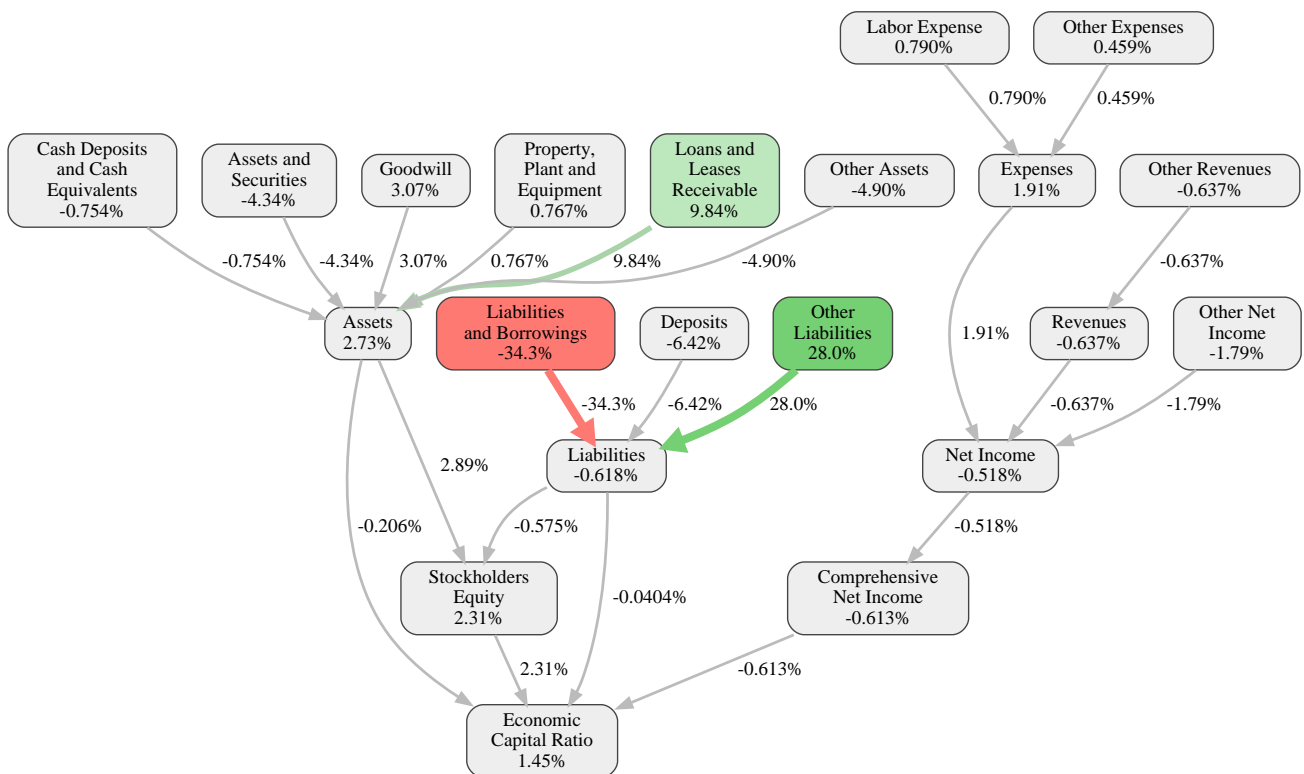 Labor Expense
0.790%
Other Expenses
0.459%
0.790%
0.459%
Cash Deposits
and Cash
Equivalents
-0.754%
Assets and
Securities
-4.34%
Goodwill
3.07%
Property,
Plant and
Equipment
0.767%
Loans and
Leases
Receivable
9.84%
Other Assets
-4.90%
Expenses
1.91%
Other Revenues
-0.637%
-0.754%
-4.34%
3.07%
0.767%
9.84%
-4.90%
-0.637%
Assets
2.73%
Liabilities
and Borrowings
-34.3%
Deposits
-6.42%
Other
Liabilities
28.0%
1.91%
Revenues
-0.637%
Other Net
Income
-1.79%
-34.3%
-6.42%
28.0%
-0.637%
-1.79%
2.89%
Liabilities
-0.618%
Net Income
-0.518%
-0.206%
-0.575%
-0.518%
Stockholders
Equity
2.31%
-0.0404%
Comprehensive
Net Income
-0.613%
2.31%
-0.613%
Economic
Capital Ratio
1.45%